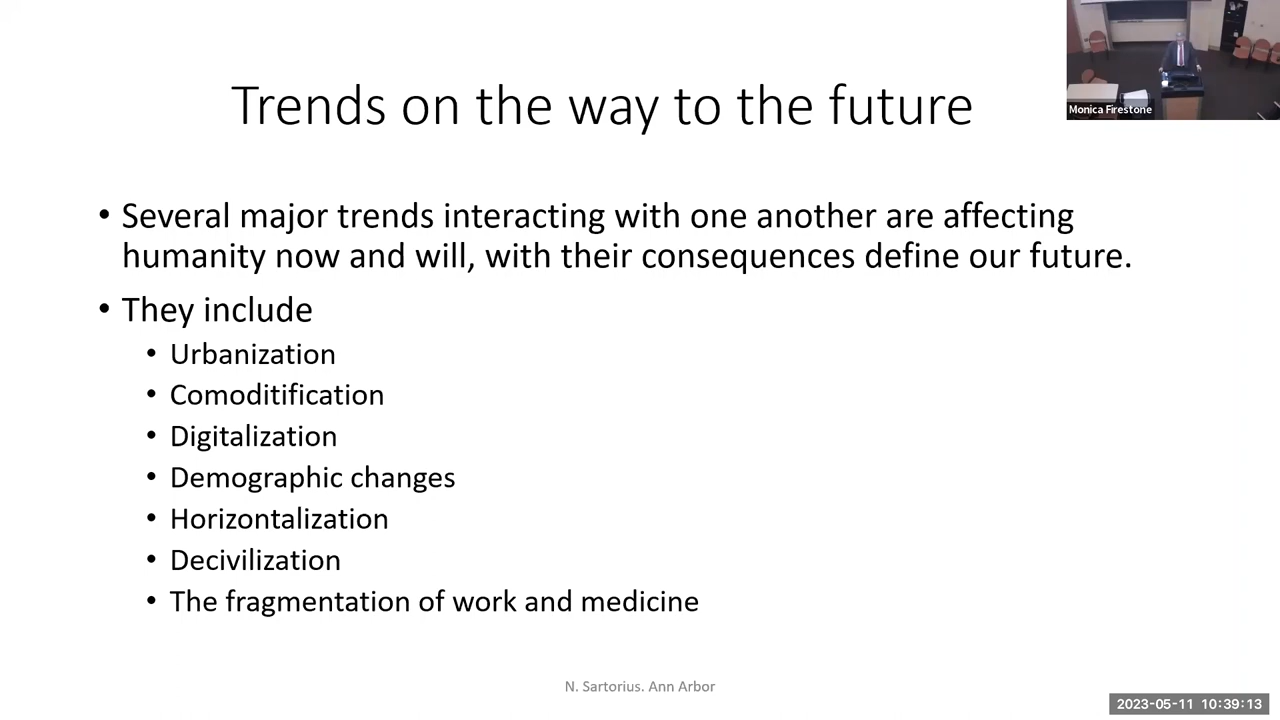 Trends on the way to the future
Monica Firestone
• Several major trends interacting with one another are affecting
humanity now and will, with their consequences define our future.
• They include
• Urbanization
• Comoditification
• Digitalization
• Demographic changes
• Horizontalization
• Decivilization
• The fragmentation of work and medicine
N. Sartorius. Ann Arbor
2023-05-11 10:39:13